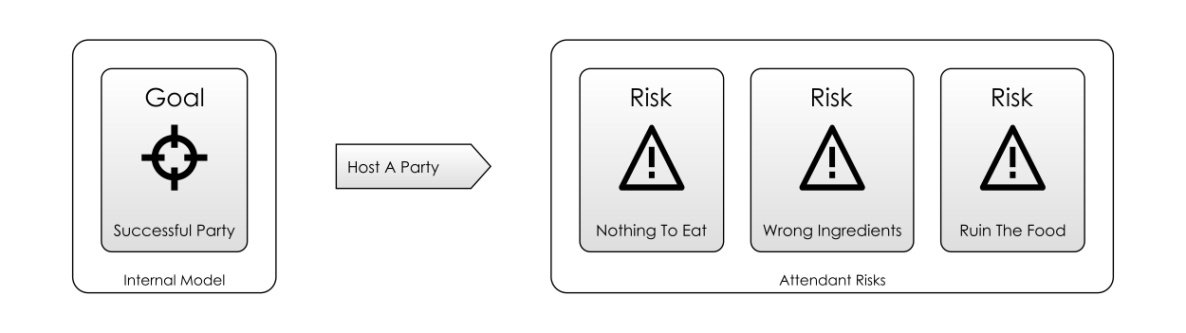 Goal
Successful Party
Internal Model
Host A Party
Risk
Nothing To Eat
Risk
Wrong Ingredients
Risk
Ruin The Food
Attendant Risks